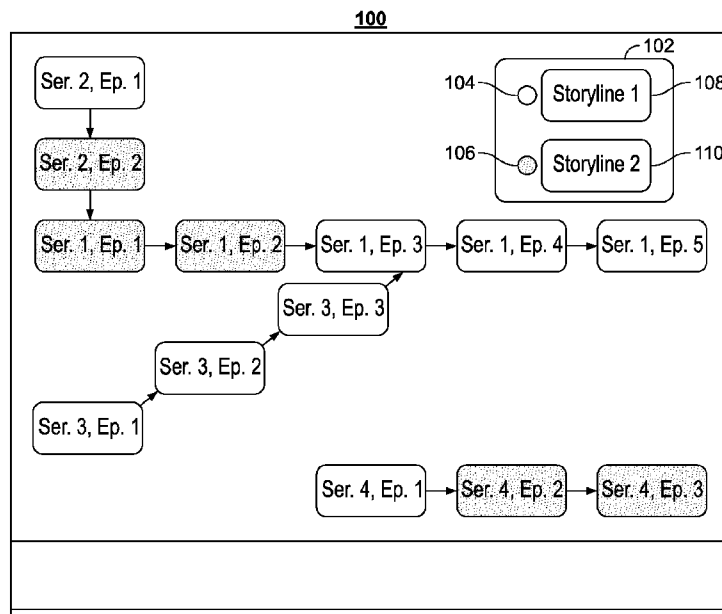 100
102
Ser. 2, Ep. 1
104
Storyline 1
108
Ser. 2, Ep. 2
106
Storyline 2
110
Ser. 1, Ep. 1
Ser. 1, Ep. 2
Ser. 1, Ep. 3
Ser. 1, Ep. 4
Ser. 1, Ep. 5
Ser. 3, Ep. 3
Ser. 3, Ep. 2
Ser. 3, Ep. 1
Ser. 4, Ep. 1
Ser. 4, Ep. 2
Ser. 4, Ep. 3